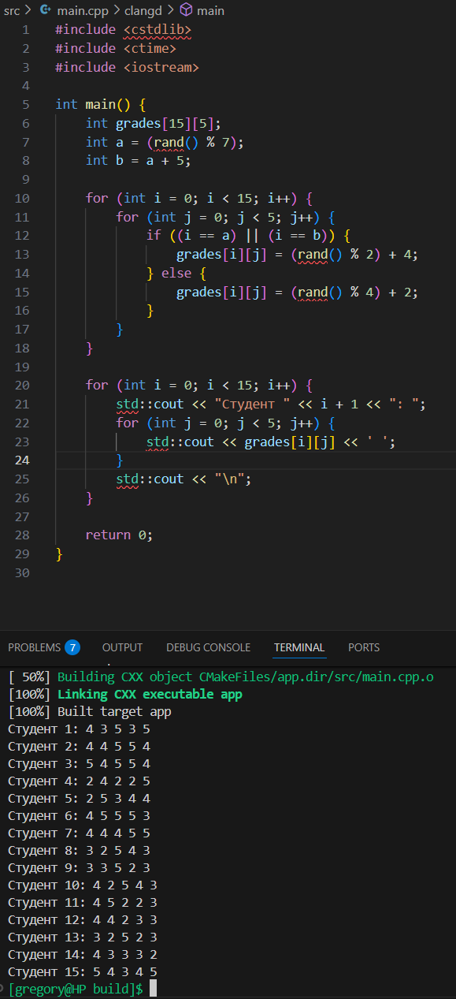 src > main.cpp > clangd > main
1 #include <cstdlib>
2 #include <ctime>
3 #include <iostream>
4
5 int main() {
6     int grades[15][5];
7     int a = (rand() % 7);
8     int b = a + 5;
9
10     for (int i = 0; i < 15; i++) {
11         for (int j = 0; j < 5; j++) {
12             if ((i == a) || (i == b)) {
13                 grades[i][j] = (rand() % 2) + 4;
14             } else {
15                 grades[i][j] = (rand() % 4) + 2;
16             }
17         }
18     }
19
20     for (int i = 0; i < 15; i++) {
21         std::cout << "Студент " << i + 1 << ": ";
22         for (int j = 0; j < 5; j++) {
23             std::cout << grades[i][j] << ' ';
24         }
25         std::cout << "\n";
26     }
27
28     return 0;
29 }
30
PROBLEMS 7 OUTPUT DEBUG CONSOLE TERMINAL PORTS
[ 50%] Building CXX object CMakeFiles/app.dir/src/main.cpp.o
[100%] Linking CXX executable app
[100%] Built target app
Студент 1: 4 3 5 3 5
Студент 2: 4 4 5 5 4
Студент 3: 5 4 5 5 4
Студент 4: 2 4 2 2 5
Студент 5: 2 5 3 4 4
Студент 6: 4 5 5 5 3
Студент 7: 4 4 4 5 5
Студент 8: 3 2 5 4 3
Студент 9: 3 3 5 2 3
Студент 10: 4 2 5 4 3
Студент 11: 4 5 2 2 3
Студент 12: 4 4 2 3 3
Студент 13: 3 2 5 2 3
Студент 14: 4 3 3 3 2
Студент 15: 5 4 3 4 5
[gregory@HP build]$